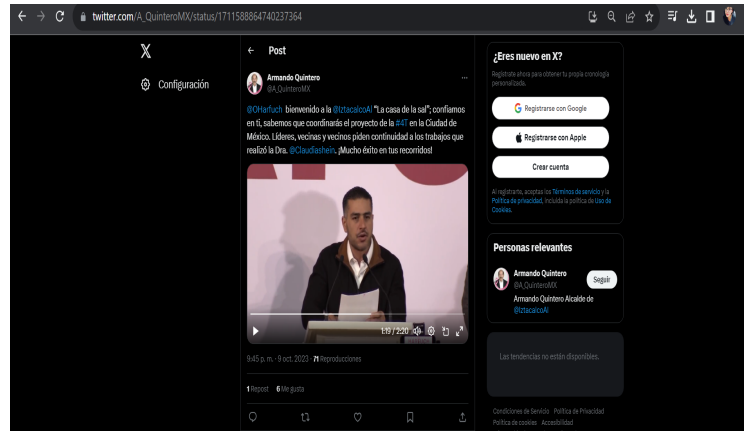 twitter.com/A_QuinteroMX/status/1711588864740237364
X
Configuración
Post
Armando Quintero
@A_QuinteroMX
@OHarfuch bienvenido a la @IztacalcoAl "La casa de la sal"; confiamos
en ti, sabemos que coordinarás el proyecto de la #4T en la Ciudad de
México. Líderes, vecinas y vecinos piden continuidad a los trabajos que
realizó la Dra. @Claudiashein. ¡Mucho éxito en tus recorridos!
1:19 / 2:20
9:45 p. m. · 9 oct. 2023 · 71 Reproducciones
1 Repost 6 Me gusta
¿Eres nuevo en X?
Regístrate ahora para obtener tu propia cronología
personalizada.
Registrarse con Google
Registrarse con Apple
Crear cuenta
Al registrarte, aceptas los Términos de servicio y la
Política de privacidad, incluida la política de Uso de
Cookies.
Personas relevantes
Armando Quintero
@A_QuinteroMX
Seguir
Armando Quintero Alcalde de
@IztacalcoAl
Las tendencias no están disponibles.
Condiciones de Servicio Política de Privacidad
Política de cookies Accesibilidad